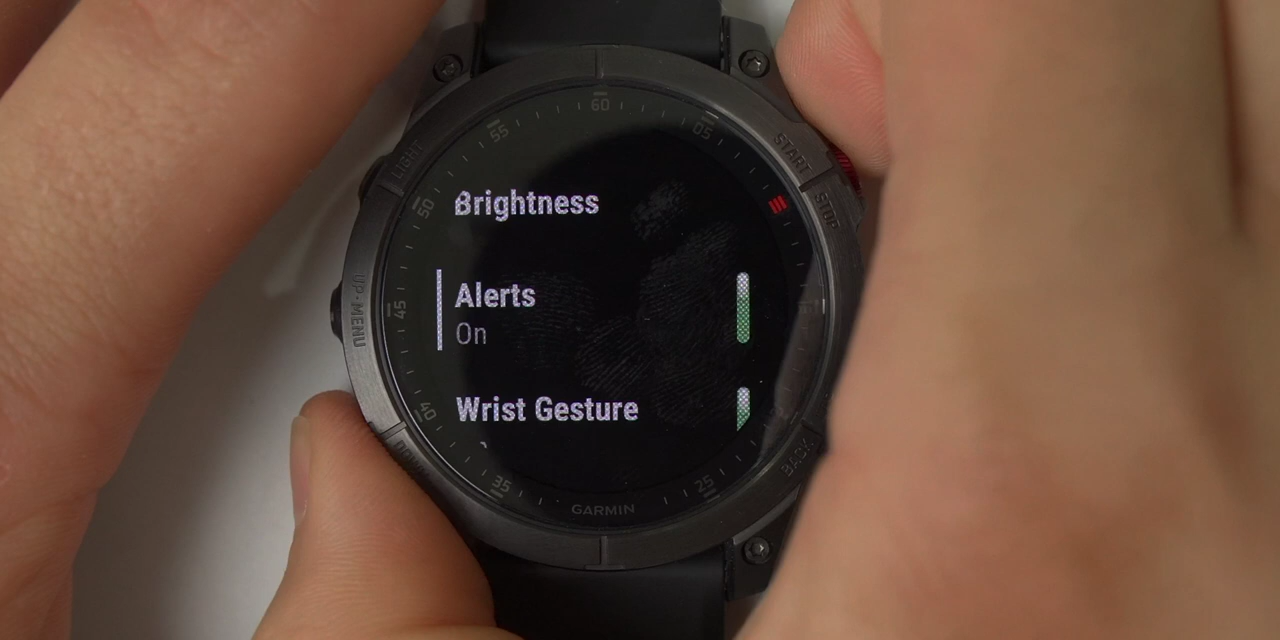 60
55
05
LIGHT
START
STOP
50
Brightness
UP·MENU
45
Alerts
On
Wrist Gesture
40
BACK
35
25
GARMIN